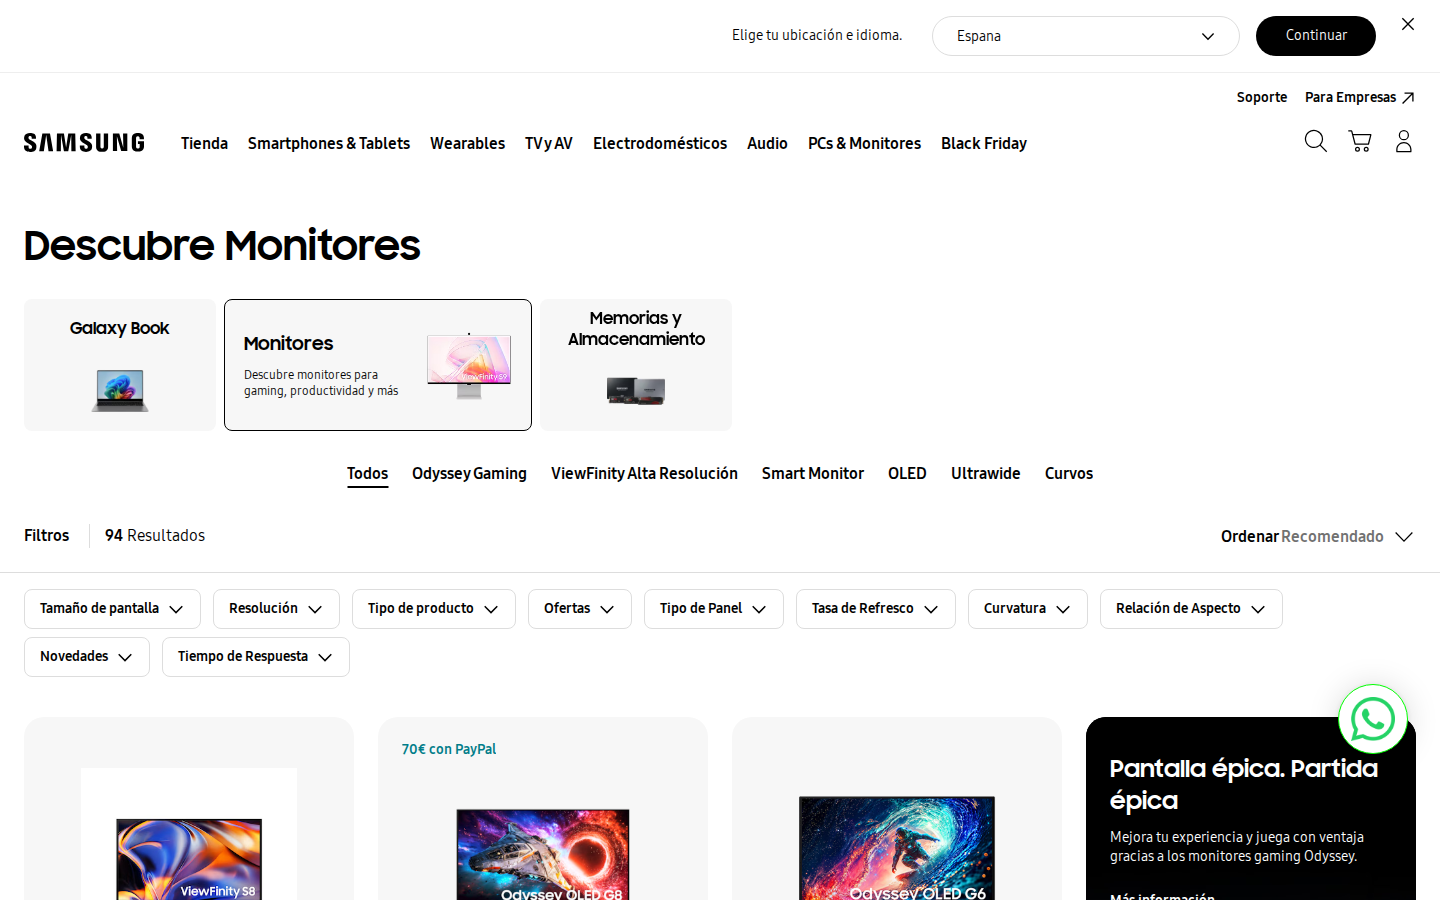 Elige tu ubicación e idioma.
Espana
Continuar
Soporte
Para Empresas
SAMSUNG
Tienda
Smartphones & Tablets
Wearables
TV y AV
Electrodomésticos
Audio
PCs & Monitores
Black Friday
Descubre Monitores
Galaxy Book
Monitores
Descubre monitores para
gaming, productividad y más
ViewFinity S9
Memorias y
Almacenamiento
Todos
Odyssey Gaming
ViewFinity Alta Resolución
Smart Monitor
OLED
Ultrawide
Curvos
Filtros
94 Resultados
Ordenar Recomendado
Tamaño de pantalla
Resolución
Tipo de producto
Ofertas
Tipo de Panel
Tasa de Refresco
Curvatura
Relación de Aspecto
Novedades
Tiempo de Respuesta
ViewFinity S8
70€ con PayPal
Odyssey OLED G8
Odyssey OLED G6
Pantalla épica. Partida
épica
Mejora tu experiencia y juega con ventaja
gracias a los monitores gaming Odyssey.
Más información